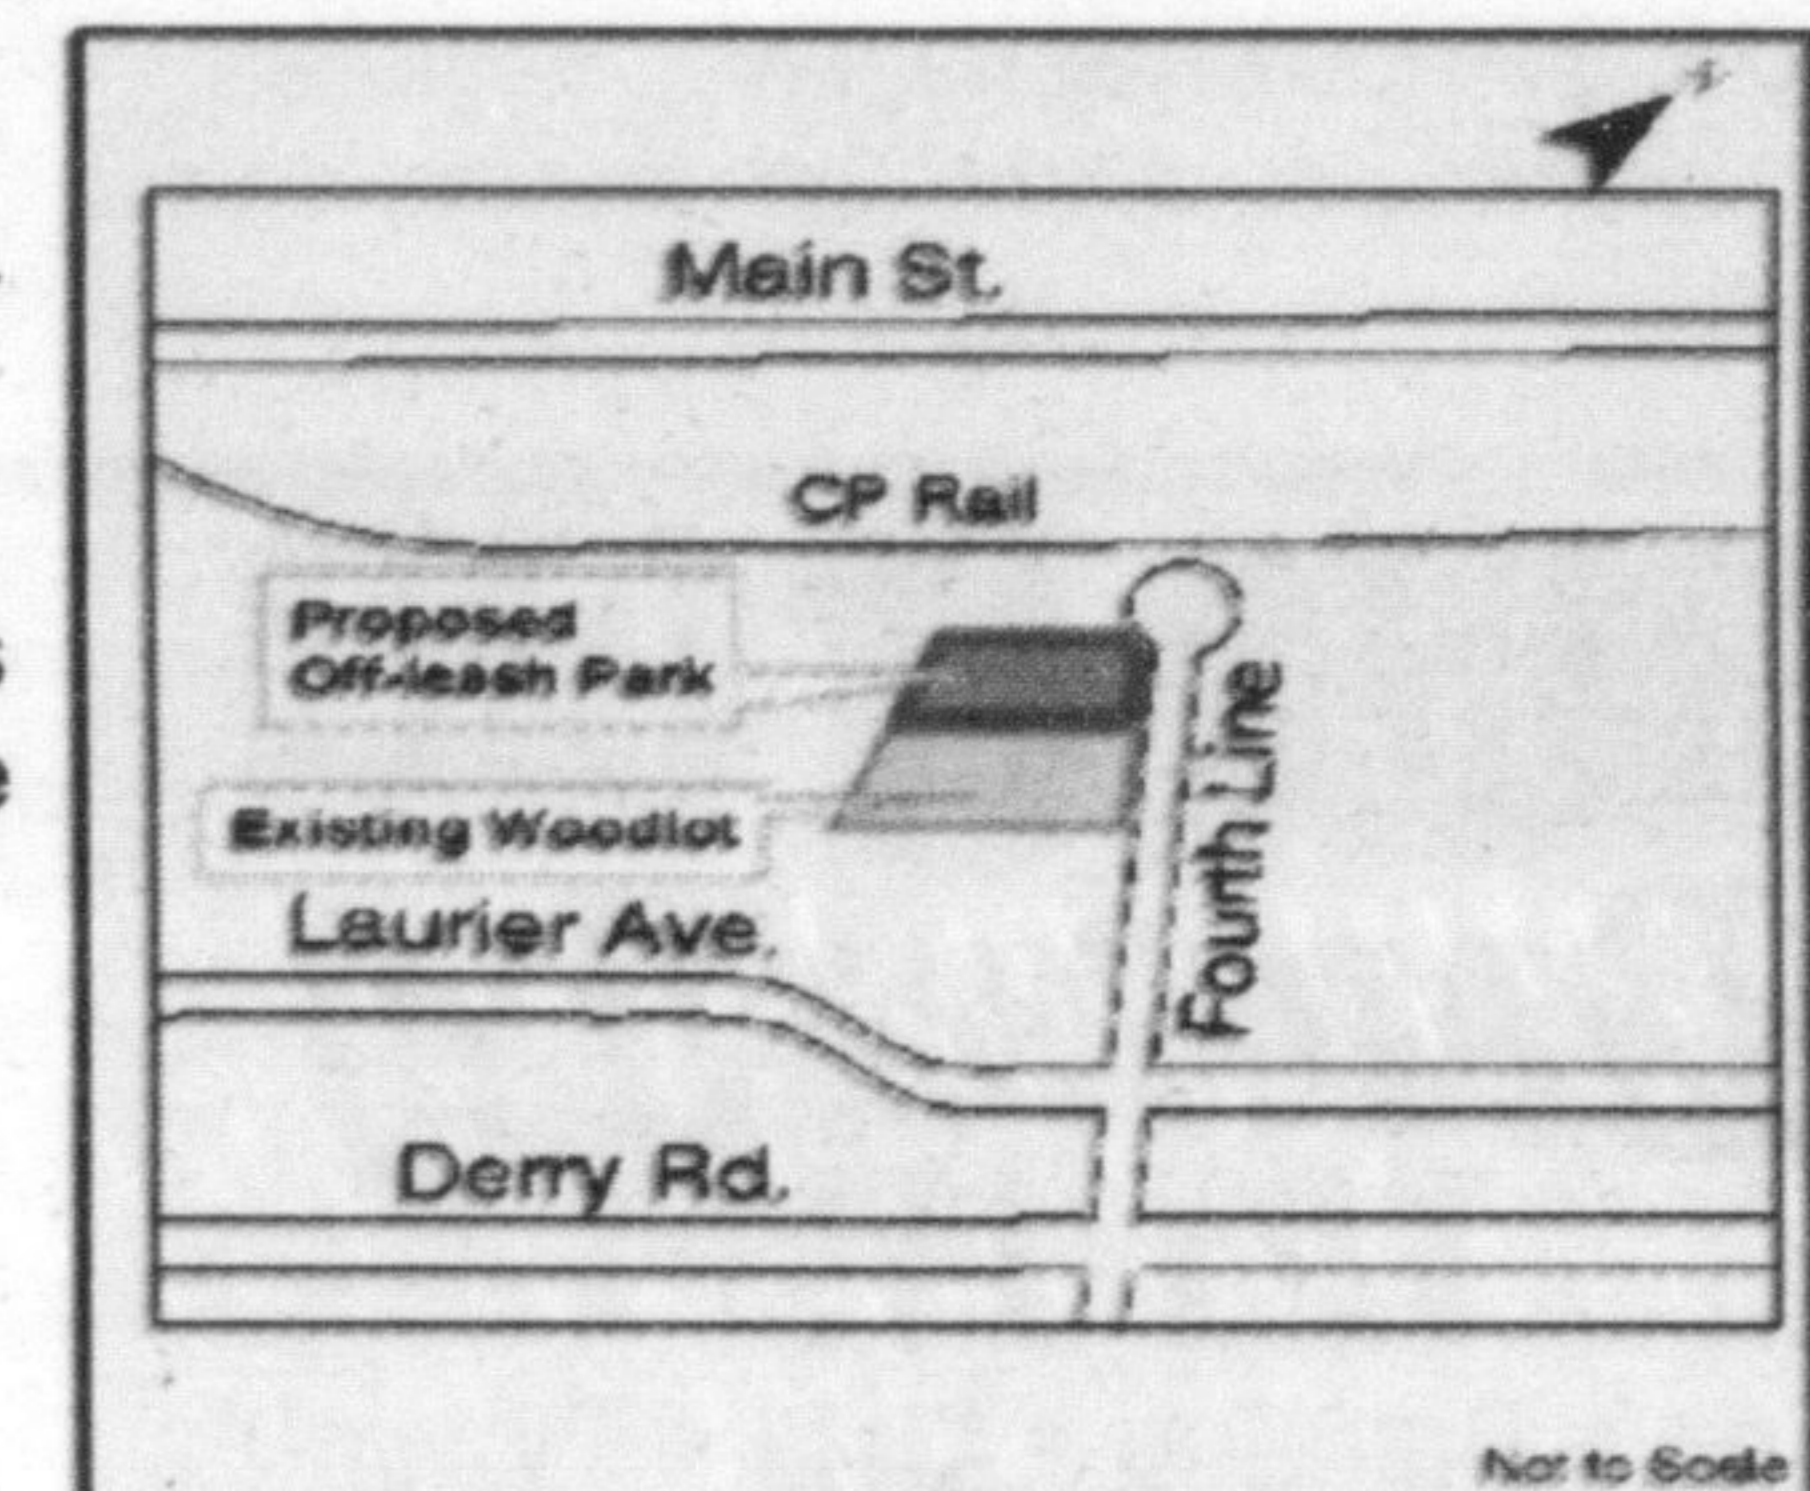 Main St.
CP Rail
Proposed
Off-leash Park
Existing Woodlot
Fourth Line
Laurier Ave.
Derry Rd.
Not to Scale